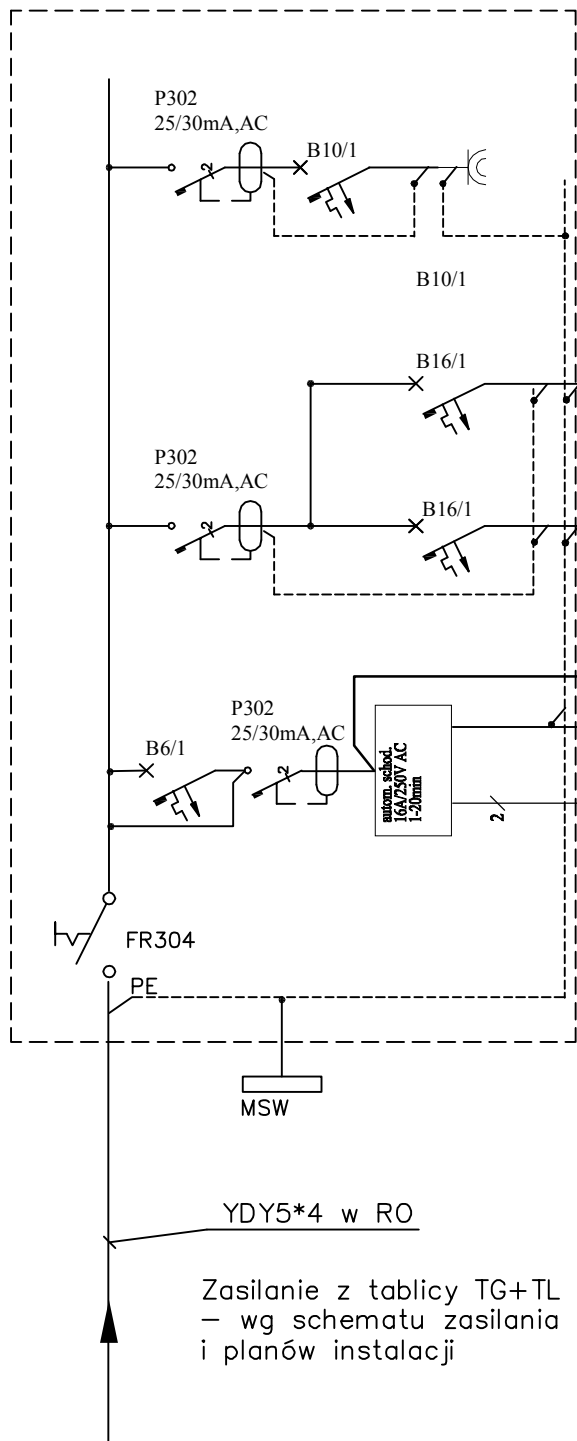 P302
25/30mA,AC
2
B10/1
B10/1
B16/1
P302
25/30mA,AC
2
B16/1
P302
25/30mA,AC
B6/1
2
autom. schod.
16A/250V AC
1-20min
2
FR304
PE
MSW
YDY5*4 w RO
Zasilanie z tablicy TG+TL
– wg schematu zasilania
i planów instalacji